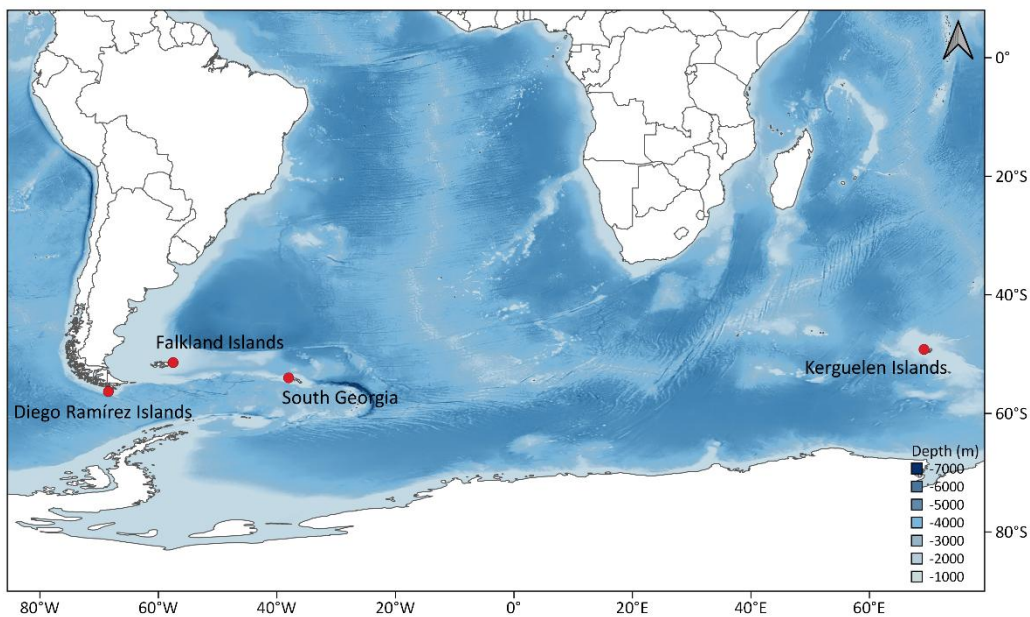 0°
20°S
40°S
Falkland Islands
Kerguelen Islands
South Georgia
Diego Ramírez Islands
60°S
Depth (m)
-7000
-6000
-5000
-4000
-3000
-2000
-1000
80°S
80°W
60°W
40°W
20°W
0°
20°E
40°E
60°E